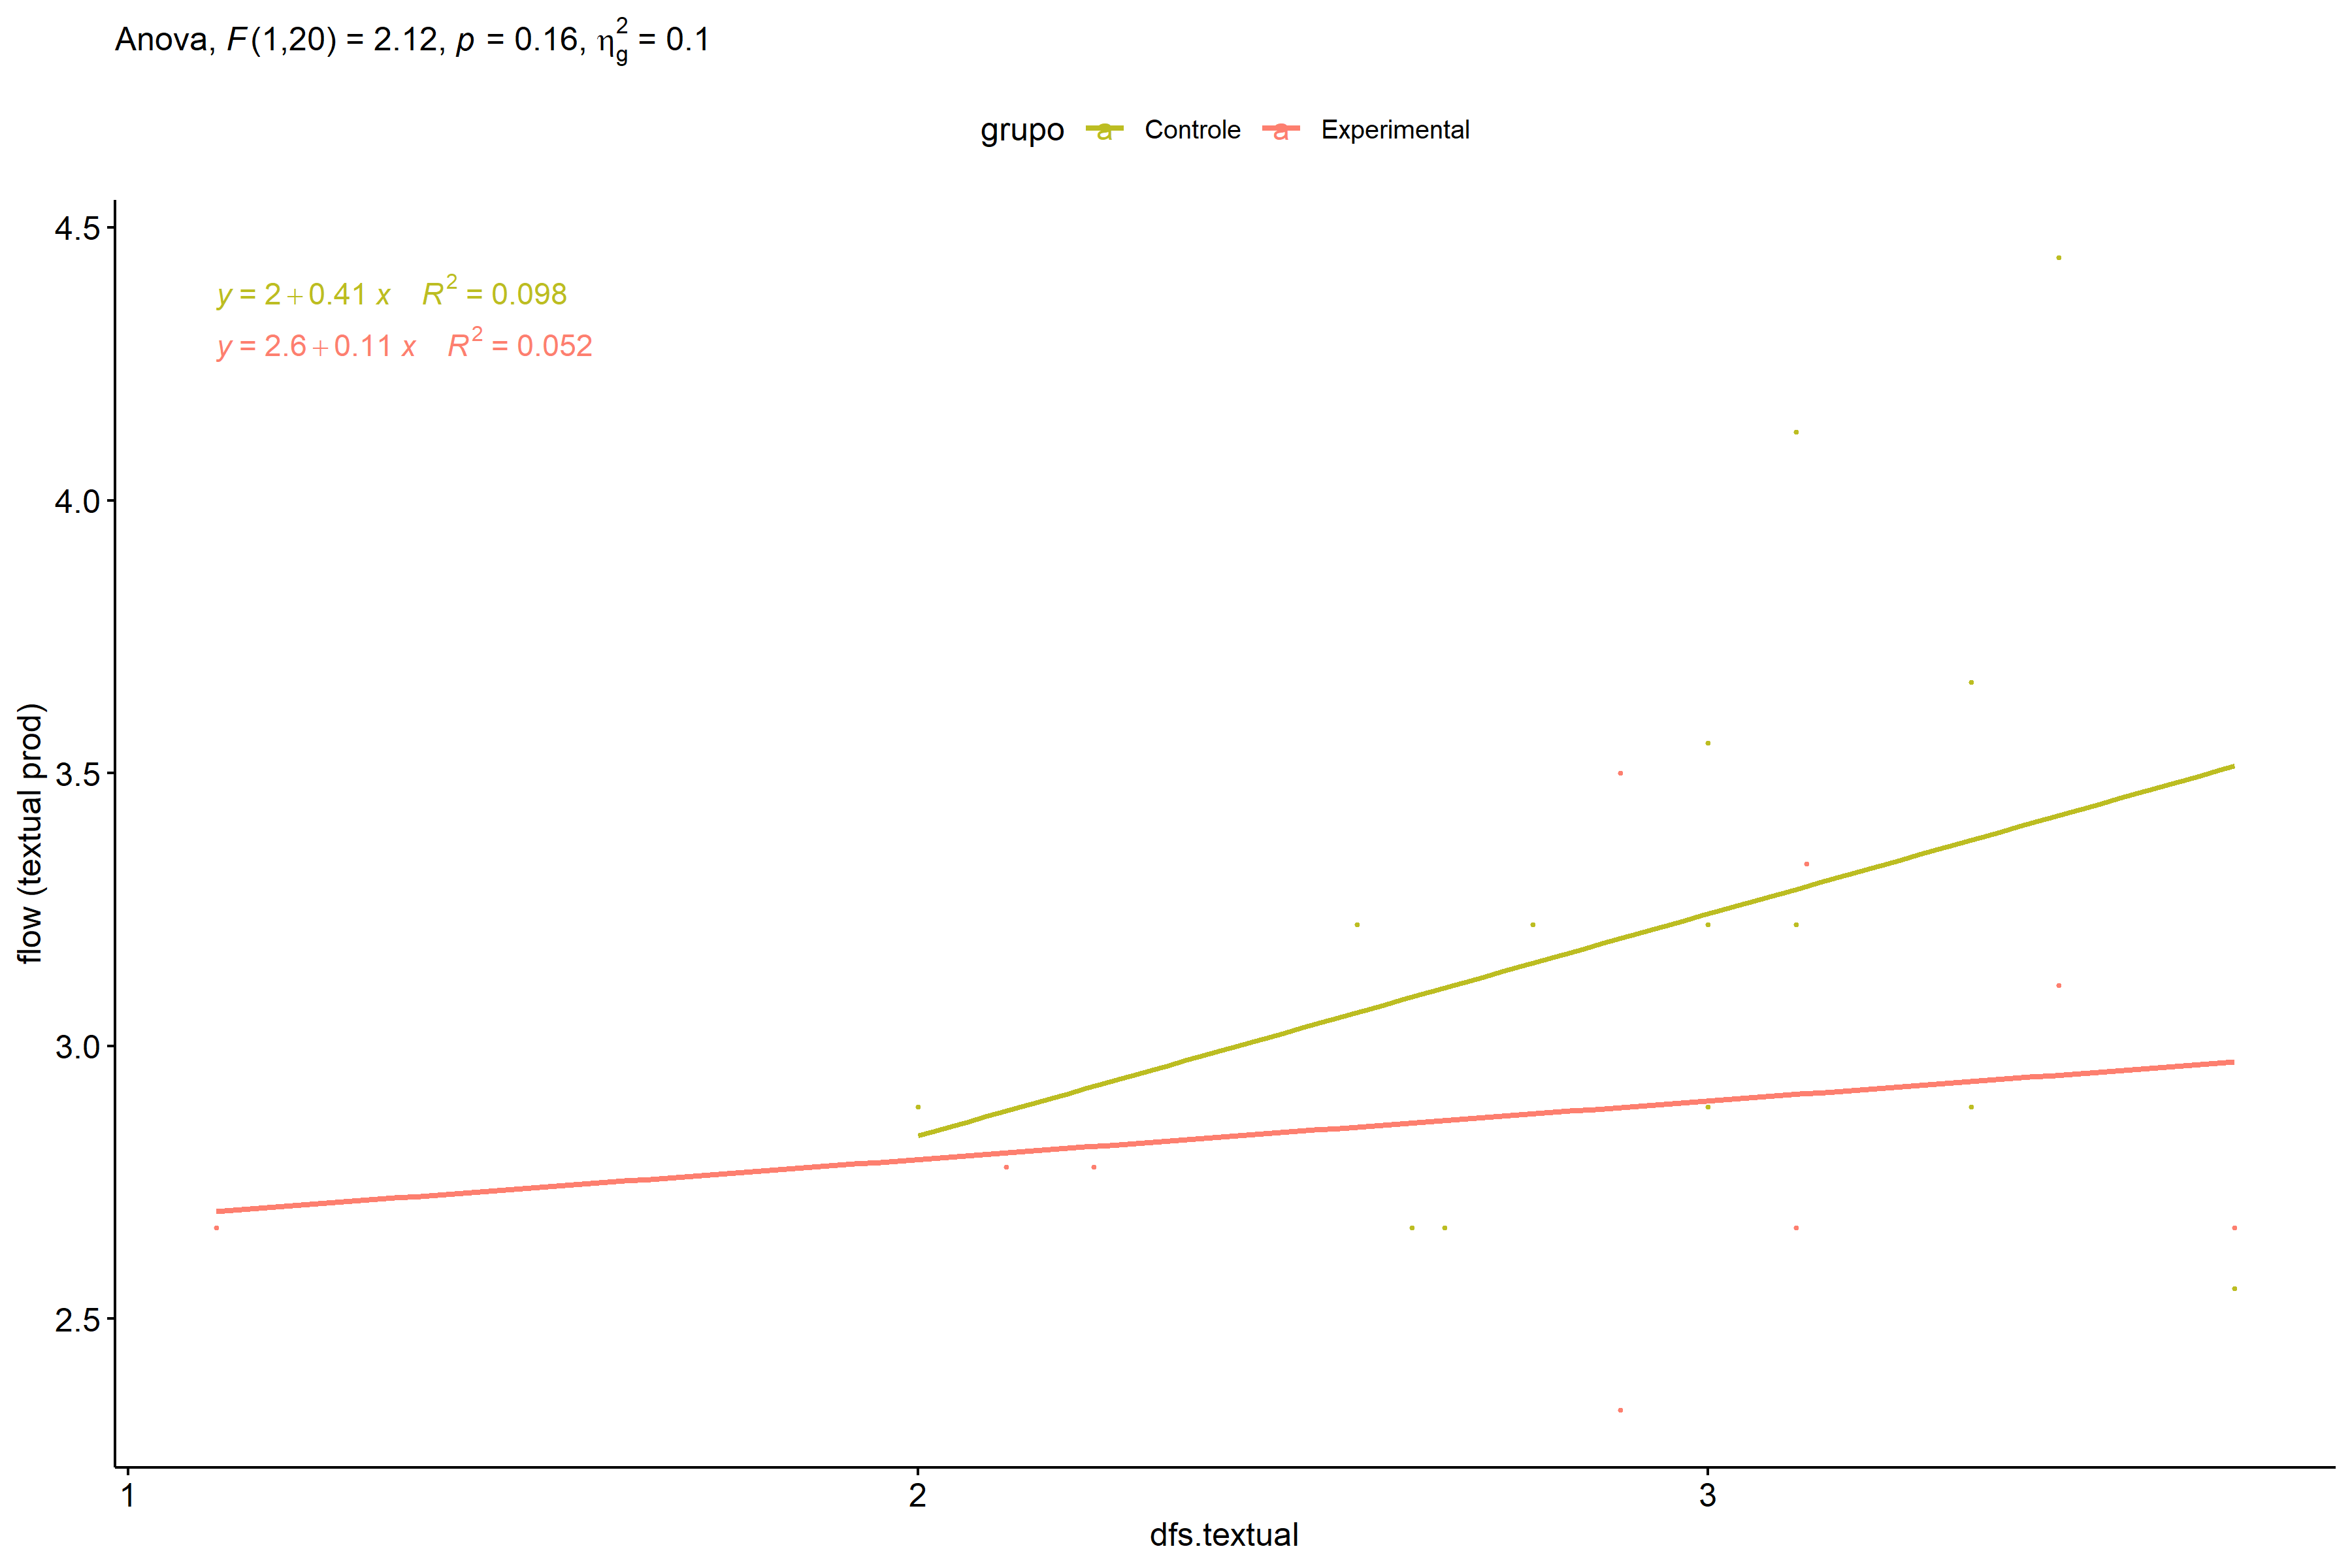 Anova, F(1,20) = 2.12, p = 0.16, η²g = 0.1
grupo a Controle a Experimental
4.5
y = 2 + 0.41 x R² = 0.098
y = 2.6 + 0.11 x R² = 0.052
4.0
3.5
3.0
2.5
flow (textual prod)
1 2 3
dfs.textual